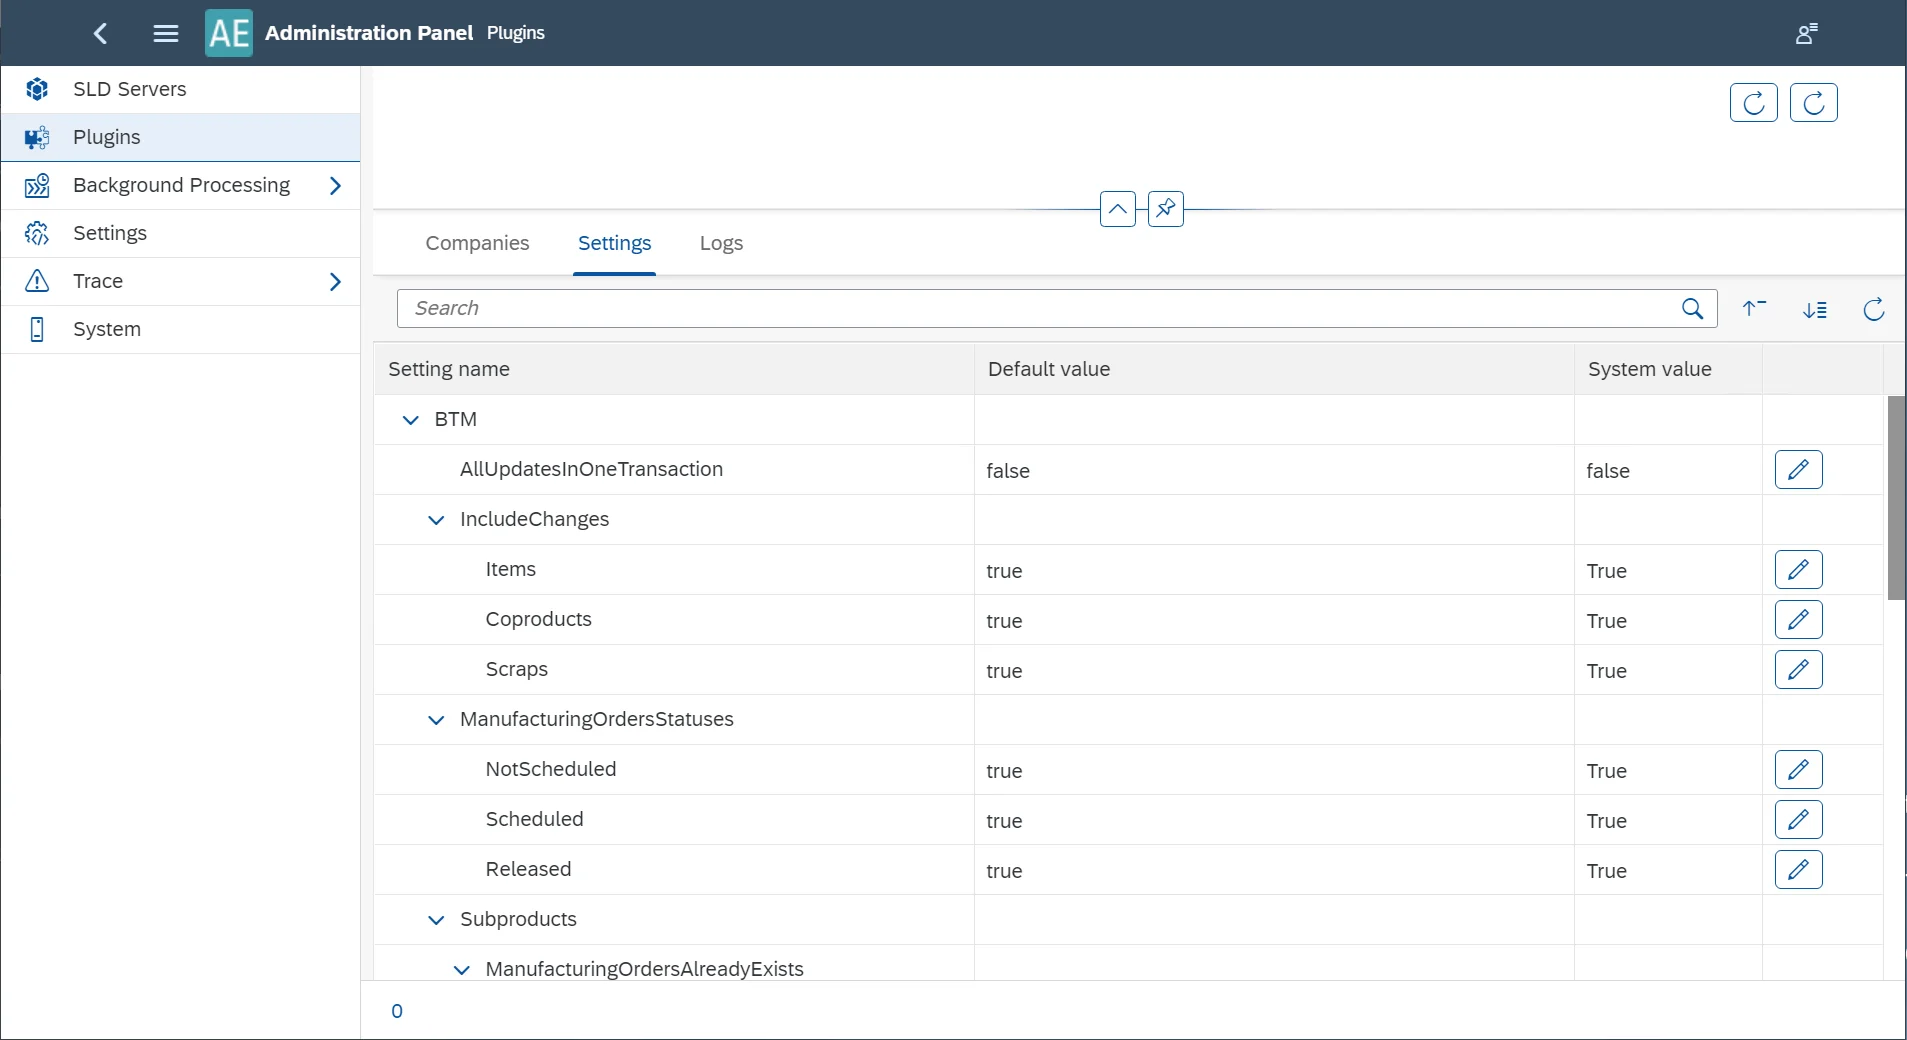 AE Administration Panel Plugins
SLD Servers
Plugins
Background Processing
Settings
Trace
System
Companies Settings Logs
Search
Setting name Default value System value
BTM
AllUpdatesInOneTransaction false false
IncludeChanges
Items true True
Coproducts true True
Scraps true True
ManufacturingOrdersStatuses
NotScheduled true True
Scheduled true True
Released true True
Subproducts
ManufacturingOrdersAlreadyExists
0